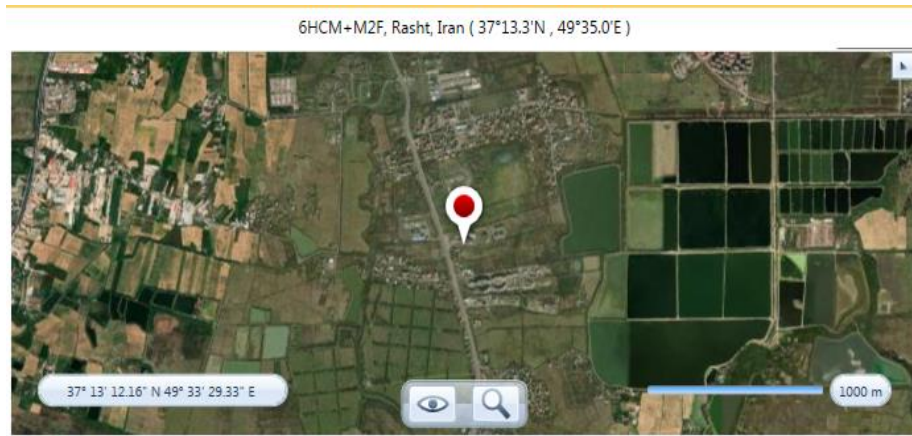 6HCM+M2F, Rasht, Iran ( 37°13.3'N , 49°35.0'E )
37° 13' 12.16" N 49° 33' 29.33" E
1000 m